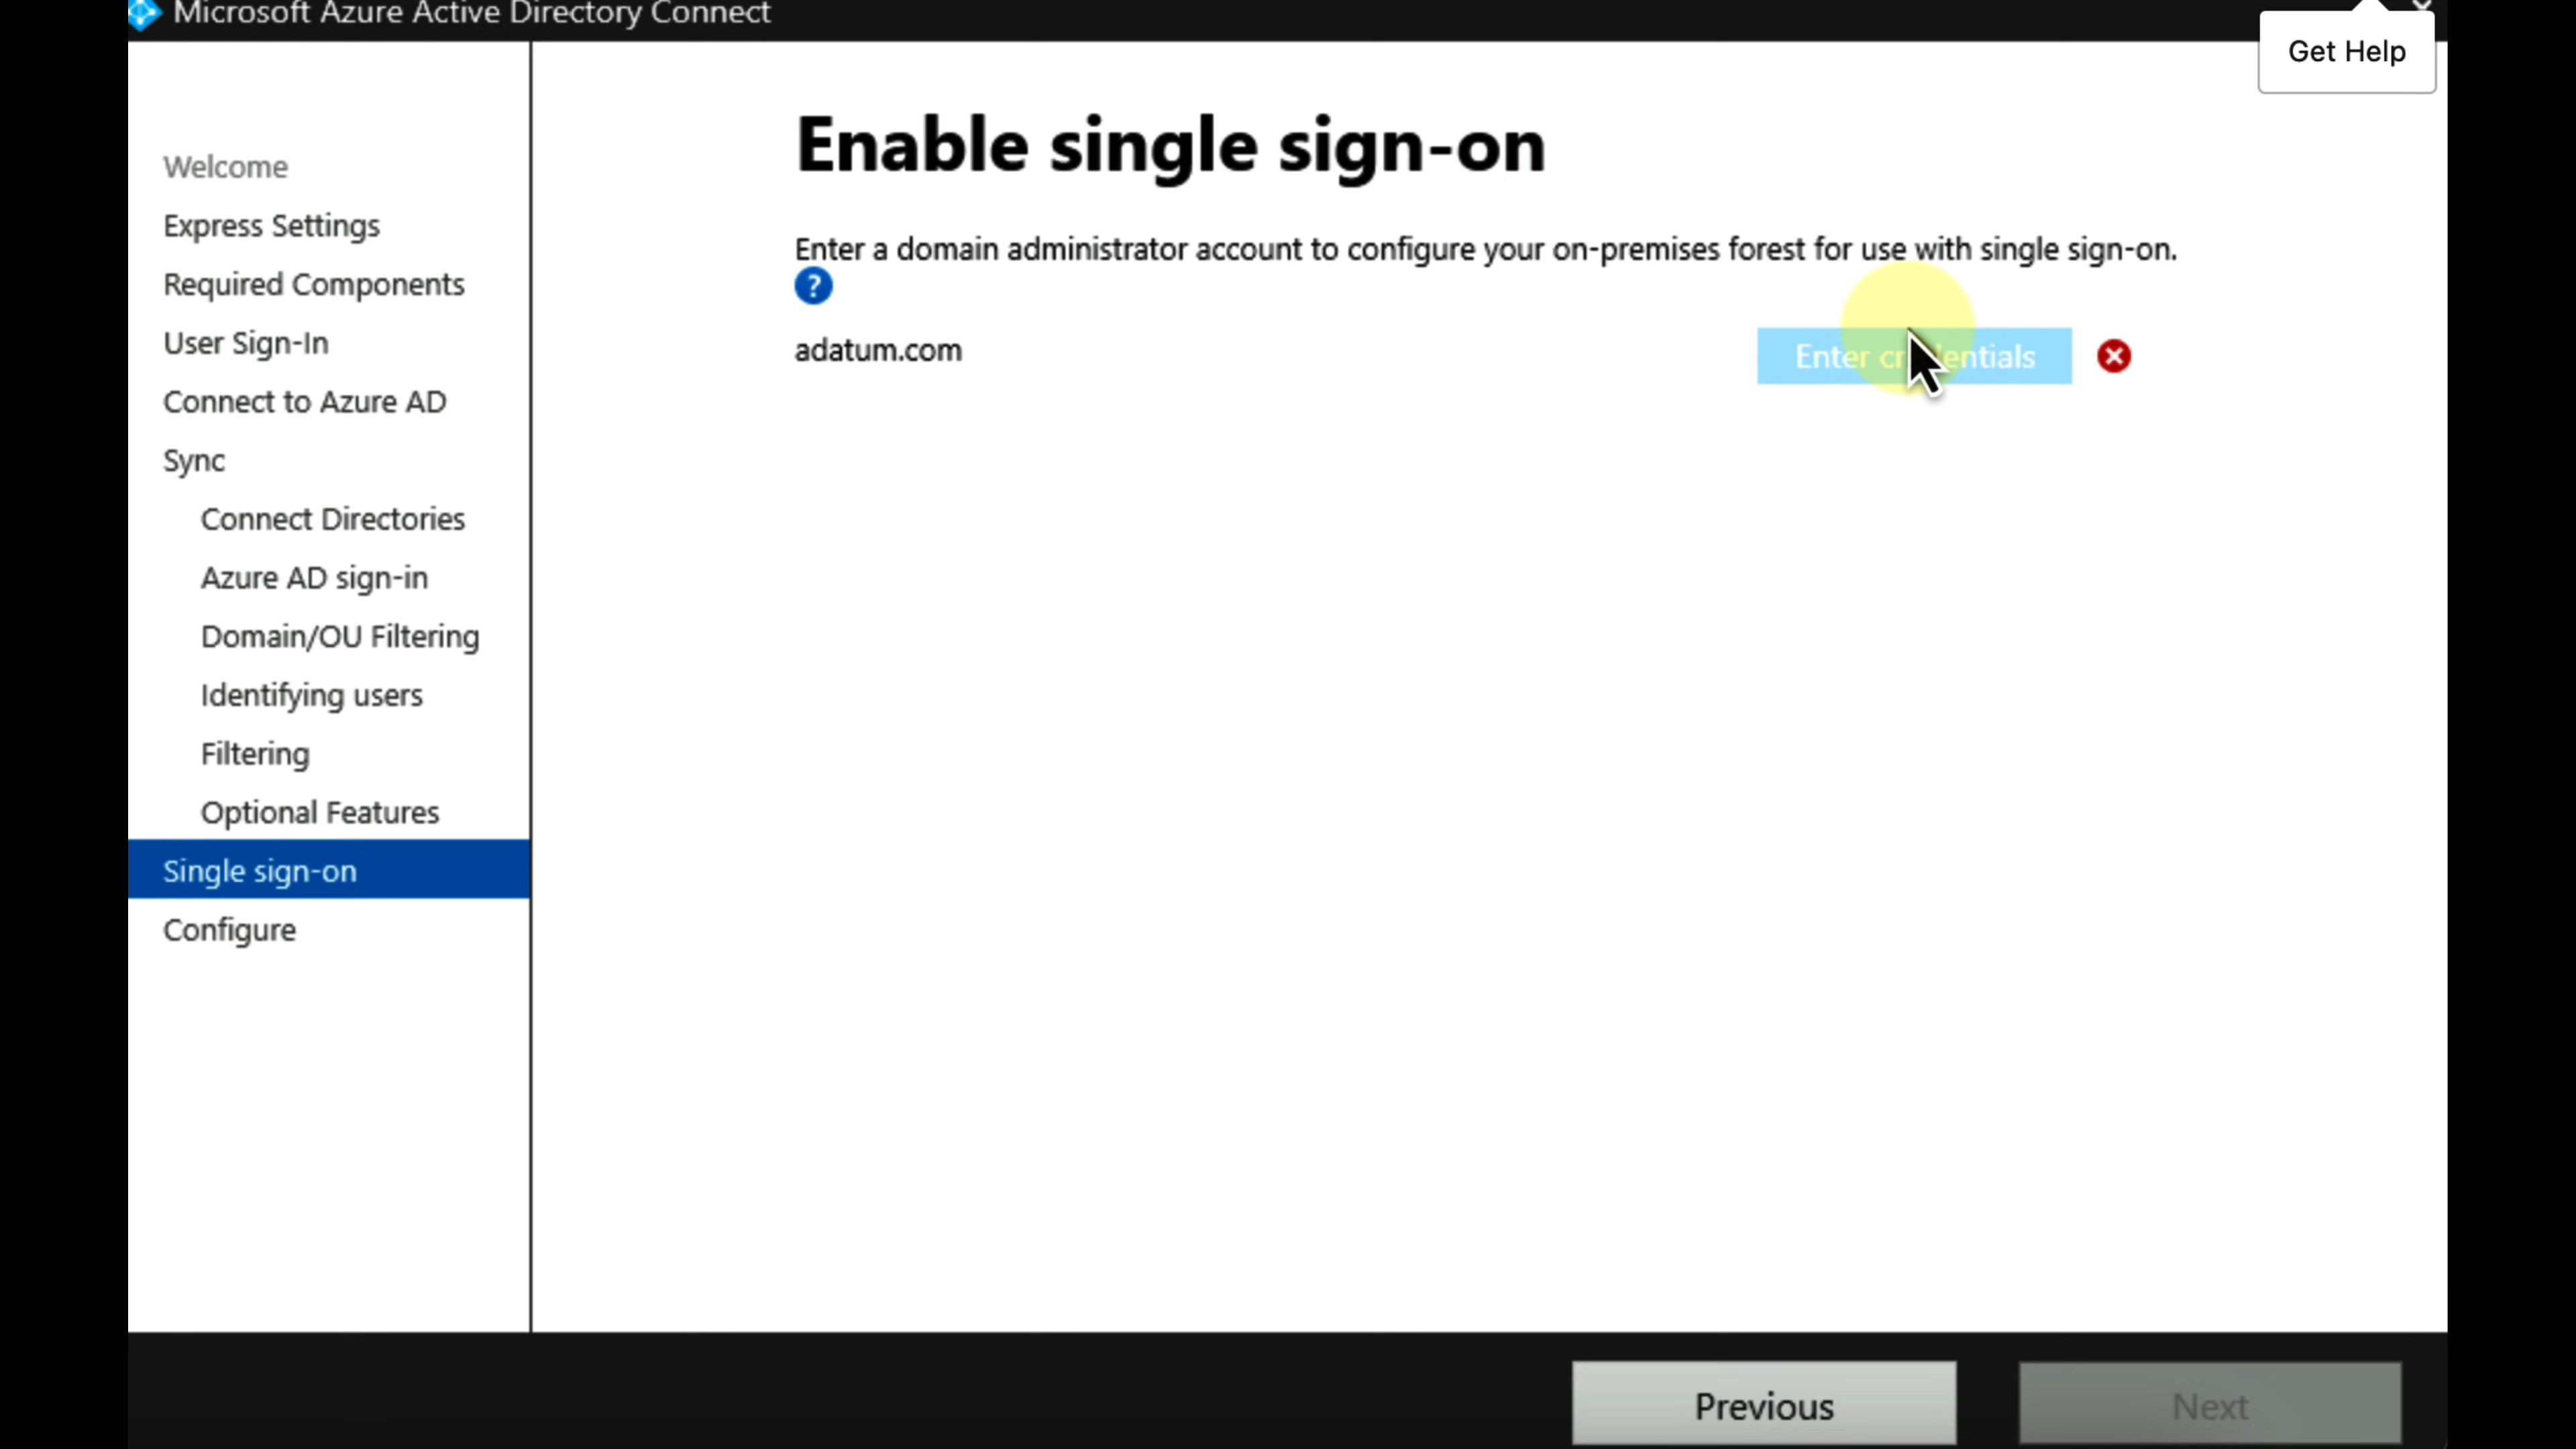 Microsoft Azure Active Directory Connect
Get Help
Welcome
Express Settings
Required Components
User Sign-In
Connect to Azure AD
Sync
Connect Directories
Azure AD sign-in
Domain/OU Filtering
Identifying users
Filtering
Optional Features
Single sign-on
Configure
Enable single sign-on
Enter a domain administrator account to configure your on-premises forest for use with single sign-on.
?
adatum.com
Enter credentials
Previous
Next